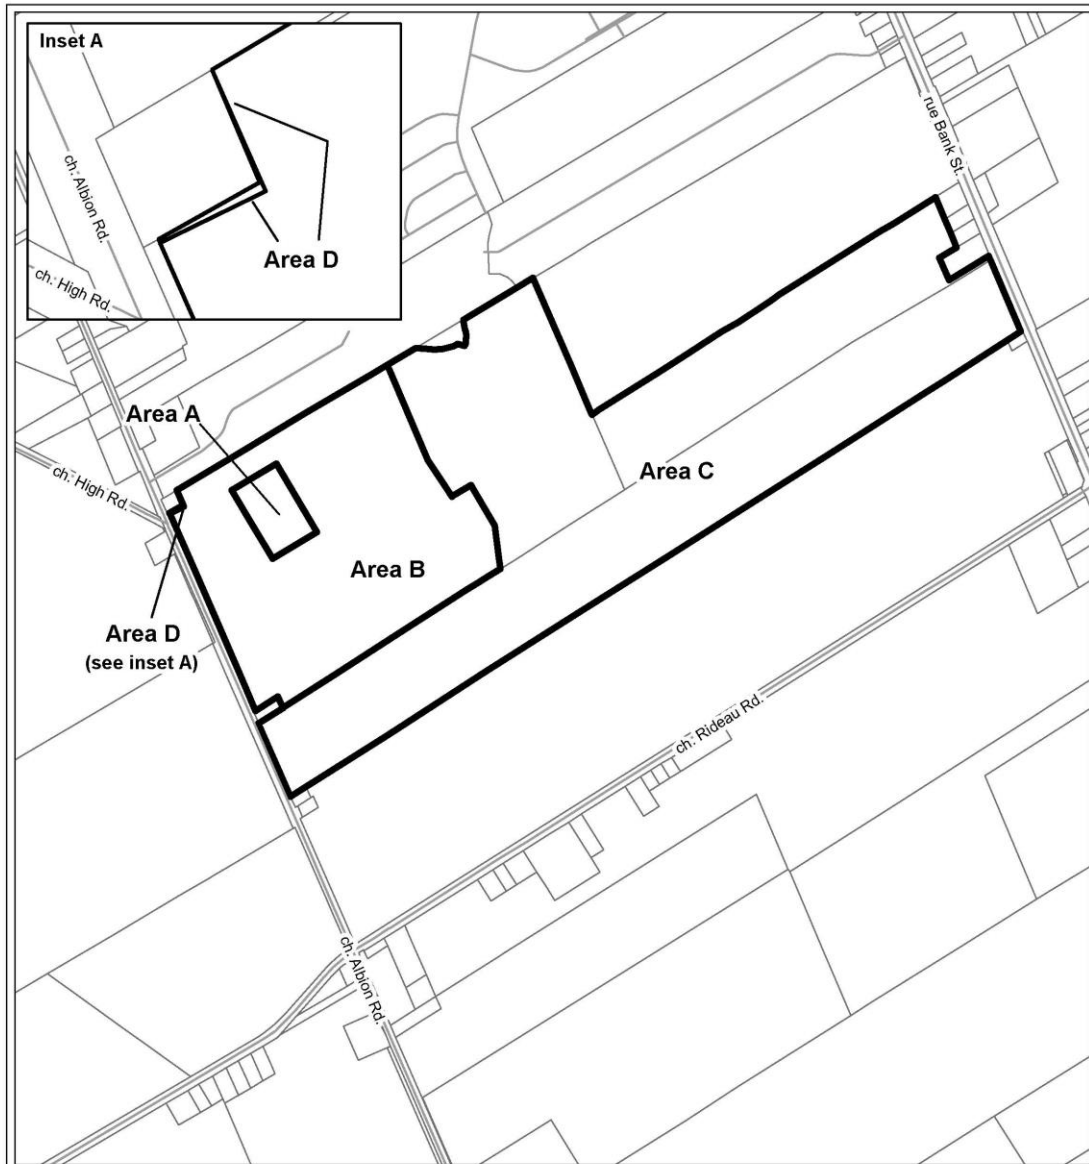 Inset A
Area D
ch. Albion Rd.
ch. High Rd.
rue Bank St.
Area A
ch. High Rd.
Area C
Area B
Area D
(see inset A)
ch. Rideau Rd.
ch. Albion Rd.